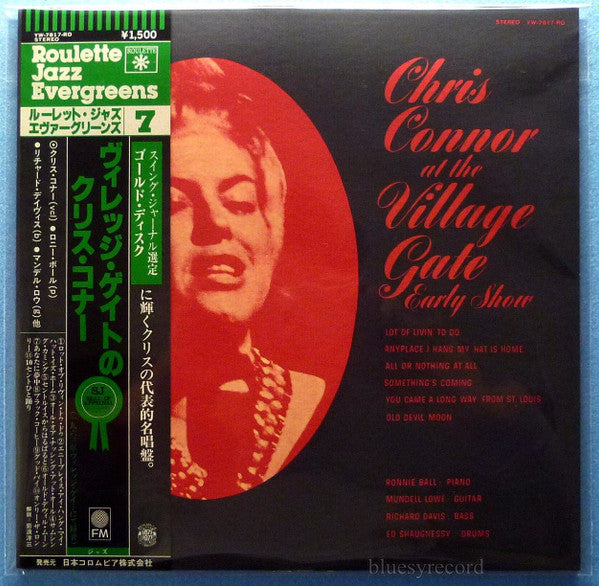 YW-7817-RO
STEREO
¥1,500
Roulette
Jazz
Evergreens
ROULETTE
ルーレット・ジャズ
エヴァーグリーンズ
7
ヴィレッジ・ゲイトの
クリス・コナー
スイング・ジャーナル選定
ゴールド・ディスク
に輝くクリスの代表的名唱盤。
⦿クリス・コナー(vcl) ●ロニー・ボール(p)
●リチャード・デイヴィス(b) ●マンデル・ロウ(g)他
SJ
FM
ジャズ
発売元 日本コロムビア株式会社
STEREO YW-7817-RO
Chris
Connor
at the
Village
Gate
Early Show
LOT OF LIVIN TO DO
ANYPLACE I HANG MY HAT IS HOME
ALL OR NOTHING AT ALL
SOMETHING'S COMING
YOU CAME A LONG WAY FROM ST. LOUIS
OLD DEVIL MOON
RONNIE BALL : PIANO
MUNDELL LOWE : GUITAR
RICHARD DAVIS : BASS
ED SHAUGNESSY : DRUMS
bluesyrecord